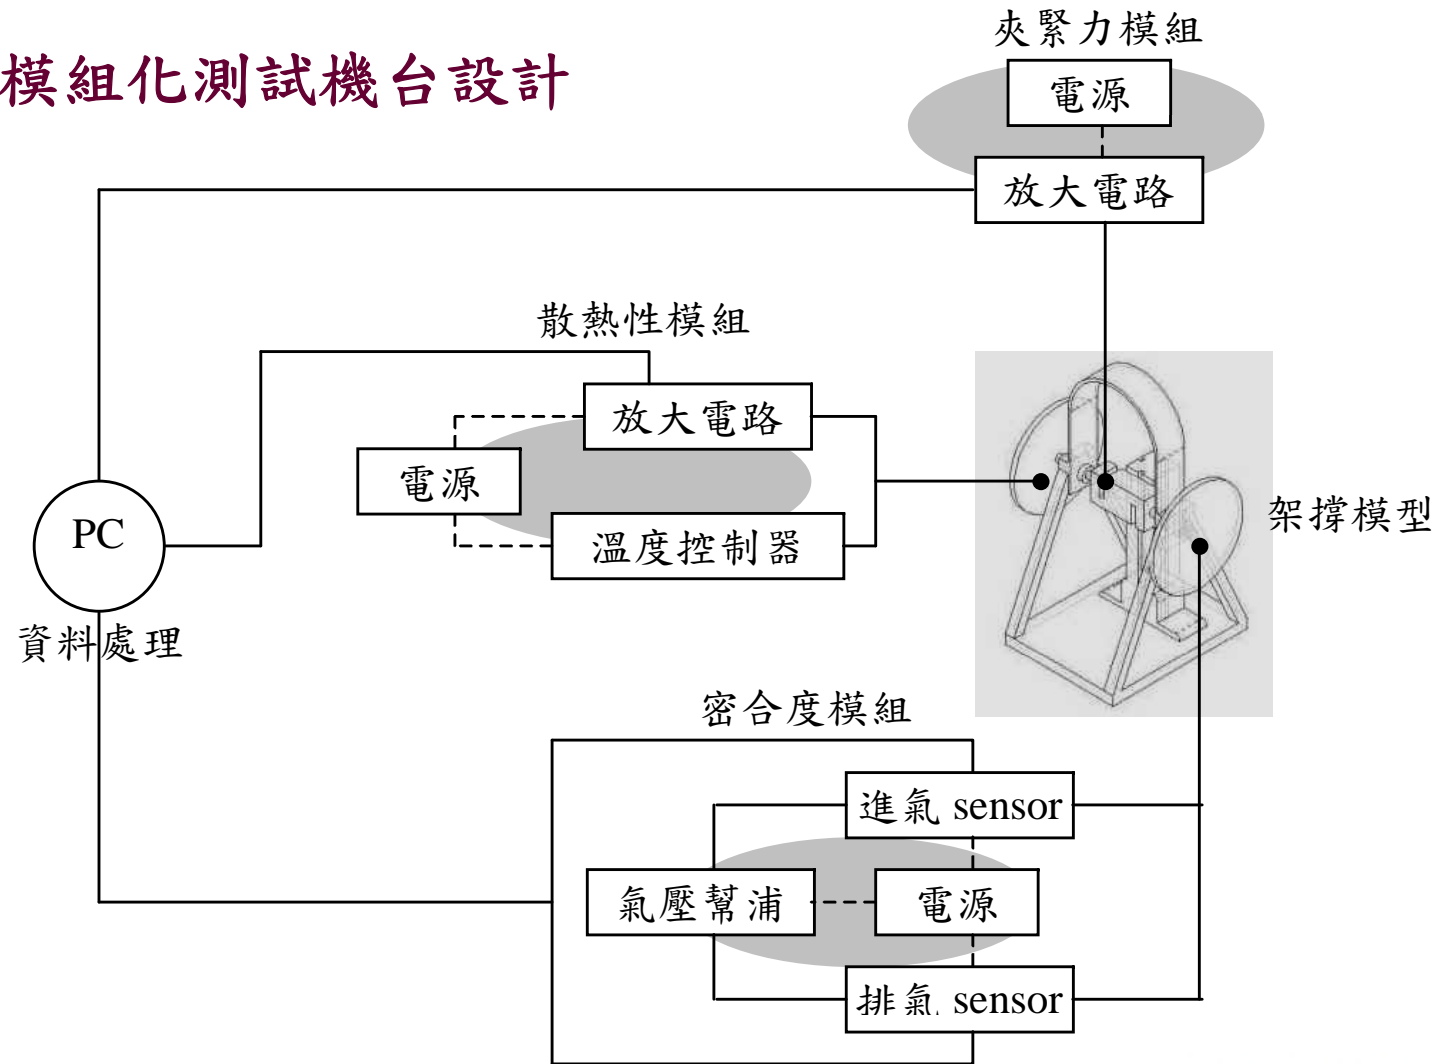 模組化測試機台設計
夾緊力模組
電源
放大電路
散熱性模組
放大電路
電源
溫度控制器
PC
資料處理
架撐模型
密合度模組
進氣 sensor
氣壓幫浦
電源
排氣 sensor